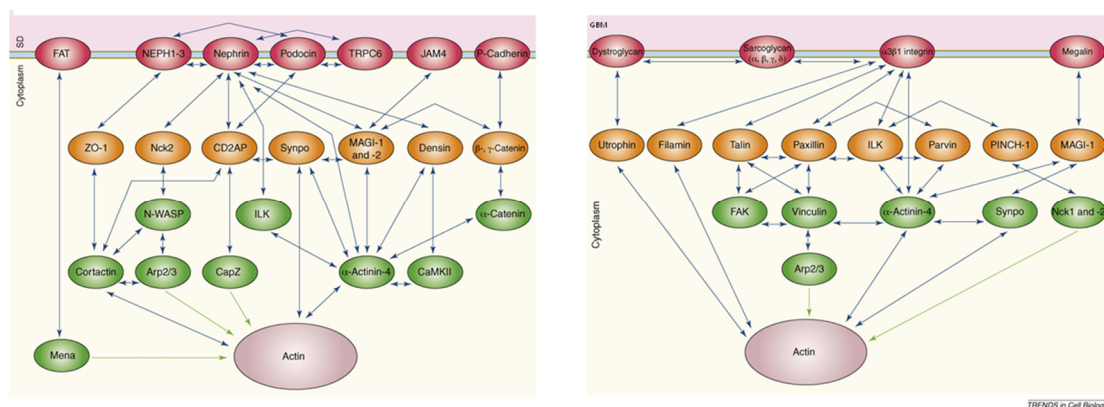 SD
FAT
NEPH1-3
Nephrin
Podocin
TRPC6
JAM4
P-Cadherin
Cytoplasm
ZO-1
Nck2
CD2AP
Synpo
MAGI-1
and -2
Densin
β-, γ-Catenin
N-WASP
ILK
α-Catenin
Cortactin
Arp2/3
CapZ
α-Actinin-4
CaMKII
Mena
Actin
GBM
Dystroglycan
Sarcoglycan
(α, β, γ, δ)
α3β1 integrin
Megalin
Utrophin
Filamin
Talin
Paxillin
ILK
Parvin
PINCH-1
MAGI-1
Cytoplasm
FAK
Vinculin
α-Actinin-4
Synpo
Nck1 and -2
Arp2/3
Actin
TRENDS in Cell Biology